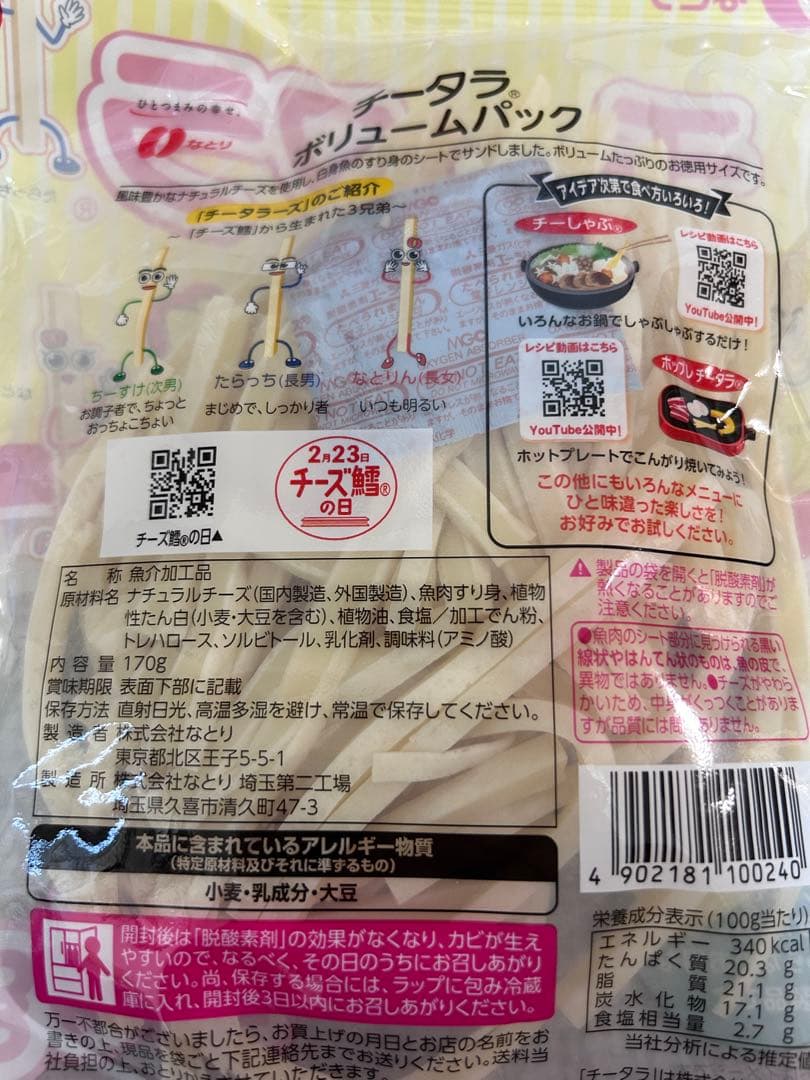 ひとつまみの幸せ。
なとり
チータラ®
ボリュームパック
風味豊かなナチュラルチーズを使用し、白身魚のすり身のシートでサンドしました。ボリュームたっぷりのお徳用サイズです。
「チータラーズ」のご紹介
～「チーズ鱈」から生まれた3兄弟～
ちーすけ(次男)
お調子者で、ちょっと
おっちょこちょい
たらっち(長男)
まじめで、しっかり者
なとりん(長女)
いつも明るい
アイデア次第で食べ方いろいろ!
チーしゃぶ®
レシピ動画はこちら
YouTube公開中!
いろんなお鍋でしゃぶしゃぶするだけ!
レシピ動画はこちら
YouTube公開中!
ホップレチータラ®
ホットプレートでこんがり焼いてみよう!
この他にもいろんなメニューに
ひと味違った楽しさを!
お好みでお試しください。
チーズ鱈®の日▲
2月23日
チーズ鱈®
の日
名称 魚介加工品
原材料名 ナチュラルチーズ(国内製造、外国製造)、魚肉すり身、植物
性たん白(小麦・大豆を含む)、植物油、食塩／加工でん粉、
トレハロース、ソルビトール、乳化剤、調味料(アミノ酸)
内容量 170g
賞味期限 表面下部に記載
保存方法 直射日光、高温多湿を避け、常温で保存してください。
製造者 株式会社なとり
東京都北区王子5-5-1
製造所 株式会社なとり 埼玉第二工場
埼玉県久喜市清久町47-3
製品の袋を開くと「脱酸素剤」が
熱くなることがありますのでご
注意ください。
●魚肉のシート部分に見うけられる黒い
線状やはんてん状のものは、魚の皮で、
異物ではありません。●チーズがやわら
かいため、中身がくっつくことがありま
すが品質には問題ありません。
本品に含まれているアレルギー物質
(特定原材料及びそれに準ずるもの)
小麦・乳成分・大豆
開封後は「脱酸素剤」の効果がなくなり、カビが生え
やすいので、なるべく、その日のうちにお召しあがり
ください。尚、保存する場合には、ラップに包み冷蔵
庫に入れ、開封後3日以内にお召しあがりください。
4 902181 100240
栄養成分表示(100g当たり)
エネルギー 340kcal
たんぱく質 20.3 g
脂質 21.1 g
炭水化物 17.1 g
食塩相当量 2.7 g
当社分析による推定値
万一不都合がございましたら、お買上げの月日とお店の名前をお
書きの上、現品を袋ごと下記連絡先までお送りください。送料当
社負担の上、おとりかえさせていただきます。
「チータラ」は株式